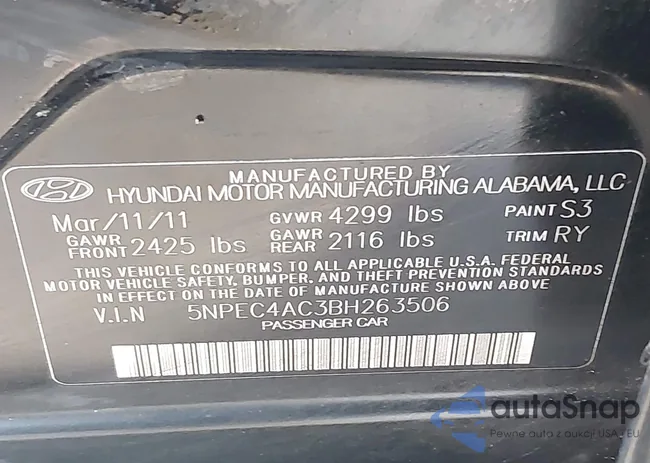 MANUFACTURED BY
HYUNDAI MOTOR MANUFACTURING ALABAMA, LLC
Mar/11/11 GVWR 4299 lbs PAINT S3
GAWR FRONT 2425 lbs GAWR REAR 2116 lbs TRIM RY
THIS VEHICLE CONFORMS TO ALL APPLICABLE U.S.A. FEDERAL
MOTOR VEHICLE SAFETY, BUMPER, AND THEFT PREVENTION STANDARDS
IN EFFECT ON THE DATE OF MANUFACTURE SHOWN ABOVE
V.I.N 5NPEC4AC3BH263506
PASSENGER CAR
autaSnap
Pewne auta z aukcji USA - EU